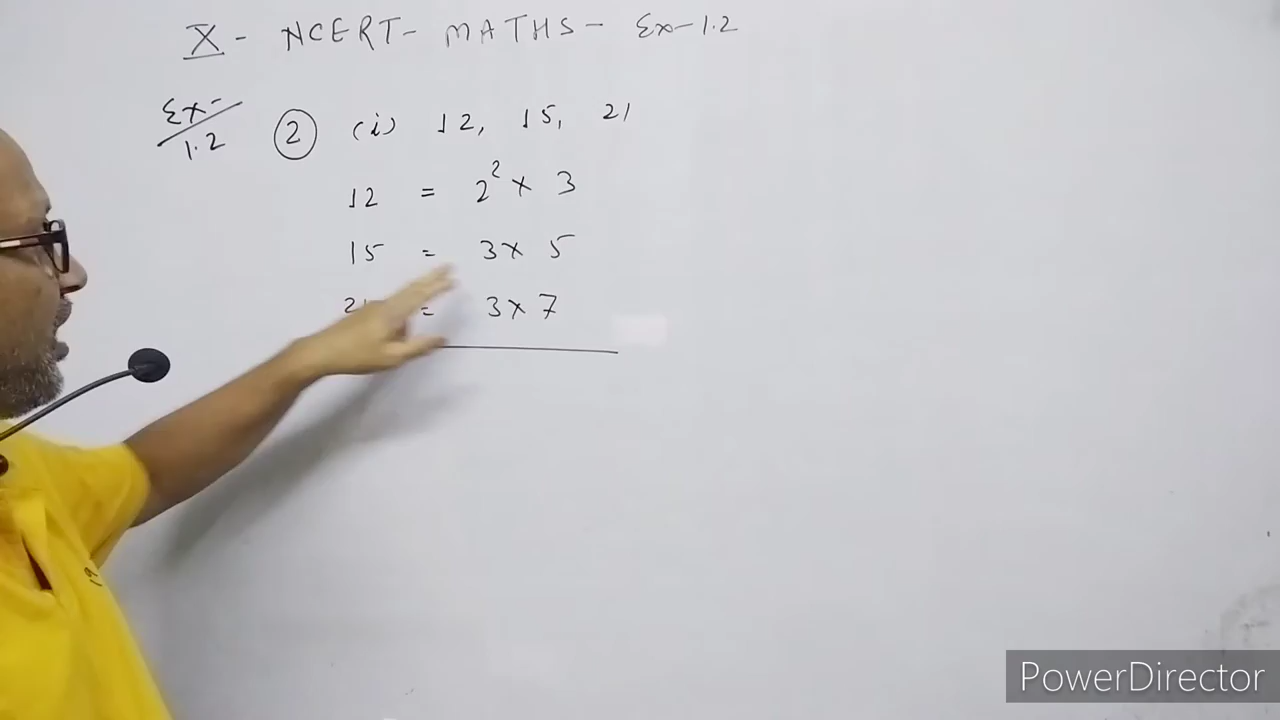 X - NCERT - MATHS - Ex-1.2
Ex-1.2 (2) (i) 12, 15, 21
12 = 2² × 3
15 = 3 × 5
= 3 × 7
PowerDirector